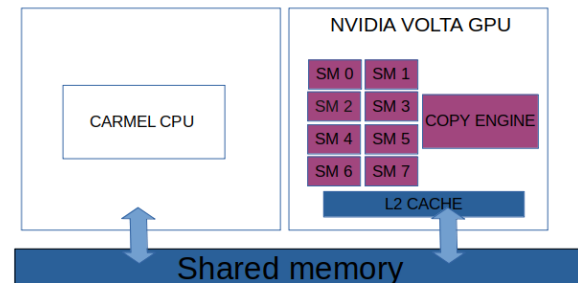 NVIDIA VOLTA GPU
SM 0 SM 1
CARMEL CPU
SM 2 SM 3
COPY ENGINE
SM 4 SM 5
SM 6 SM 7
L2 CACHE
Shared memory